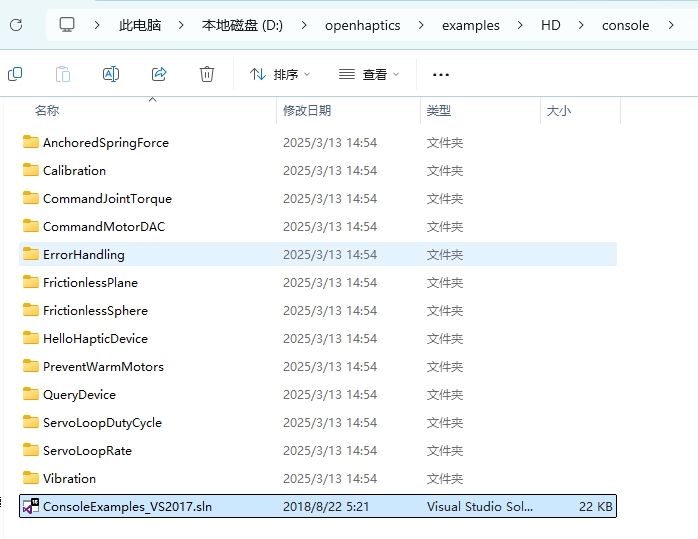 此电脑 本地磁盘 (D:) openhaptics examples HD console
排序 查看
名称 修改日期 类型 大小
AnchoredSpringForce 2025/3/13 14:54 文件夹
Calibration 2025/3/13 14:54 文件夹
CommandJointTorque 2025/3/13 14:54 文件夹
CommandMotorDAC 2025/3/13 14:54 文件夹
ErrorHandling 2025/3/13 14:54 文件夹
FrictionlessPlane 2025/3/13 14:54 文件夹
FrictionlessSphere 2025/3/13 14:54 文件夹
HelloHapticDevice 2025/3/13 14:54 文件夹
PreventWarmMotors 2025/3/13 14:54 文件夹
QueryDevice 2025/3/13 14:54 文件夹
ServoLoopDutyCycle 2025/3/13 14:54 文件夹
ServoLoopRate 2025/3/13 14:54 文件夹
Vibration 2025/3/13 14:54 文件夹
ConsoleExamples_VS2017.sln 2018/8/22 5:21 Visual Studio Sol... 22 KB